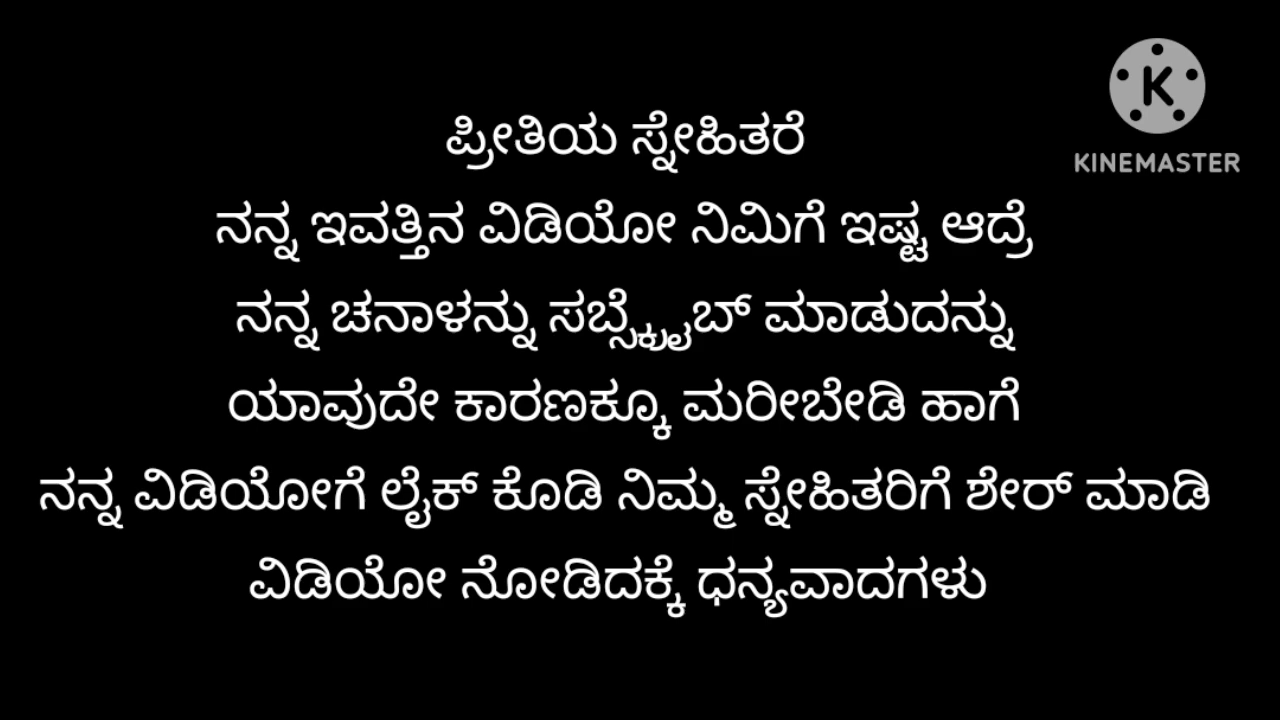 ಪ್ರೀತಿಯ ಸ್ನೇಹಿತರೆ
ನನ್ನ ಇವತ್ತಿನ ವಿಡಿಯೋ ನಿಮಿಗೆ ಇಷ್ಟ ಆದ್ರೆ
ನನ್ನ ಚನಾಳನ್ನು ಸಬ್ಸ್ಕ್ರೈಬ್ ಮಾಡುದನ್ನು
ಯಾವುದೇ ಕಾರಣಕ್ಕೂ ಮರೀಬೇಡಿ ಹಾಗೆ
ನನ್ನ ವಿಡಿಯೋಗೆ ಲೈಕ್ ಕೊಡಿ ನಿಮ್ಮ ಸ್ನೇಹಿತರಿಗೆ ಶೇರ್ ಮಾಡಿ
ವಿಡಿಯೋ ನೋಡಿದಕ್ಕೆ ಧನ್ಯವಾದಗಳು
K
KINEMASTER